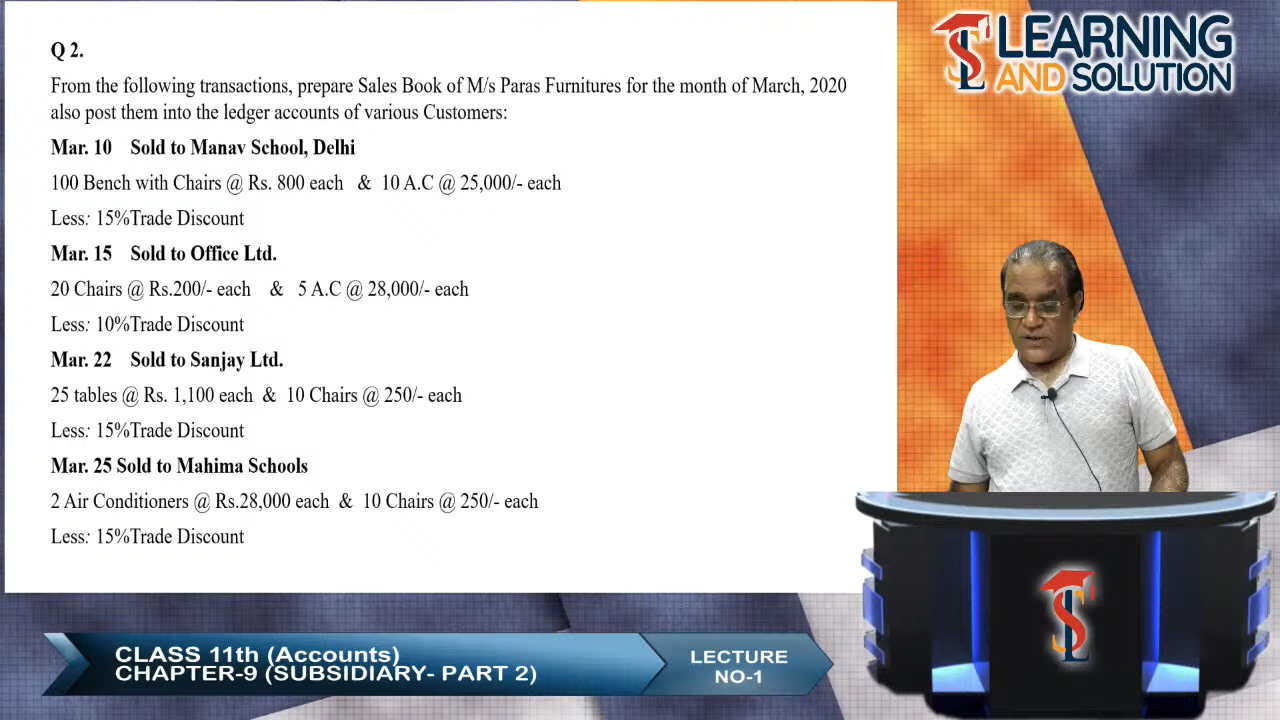 Q 2.
From the following transactions, prepare Sales Book of M/s Paras Furnitures for the month of March, 2020
also post them into the ledger accounts of various Customers:
Mar. 10 Sold to Manav School, Delhi
100 Bench with Chairs @ Rs. 800 each & 10 A.C @ 25,000/- each
Less: 15%Trade Discount
Mar. 15 Sold to Office Ltd.
20 Chairs @ Rs.200/- each & 5 A.C @ 28,000/- each
Less: 10%Trade Discount
Mar. 22 Sold to Sanjay Ltd.
25 tables @ Rs. 1,100 each & 10 Chairs @ 250/- each
Less: 15%Trade Discount
Mar. 25 Sold to Mahima Schools
2 Air Conditioners @ Rs.28,000 each & 10 Chairs @ 250/- each
Less: 15%Trade Discount
LEARNING
AND SOLUTION
CLASS 11th (Accounts)
CHAPTER-9 (SUBSIDIARY- PART 2)
LECTURE
NO-1